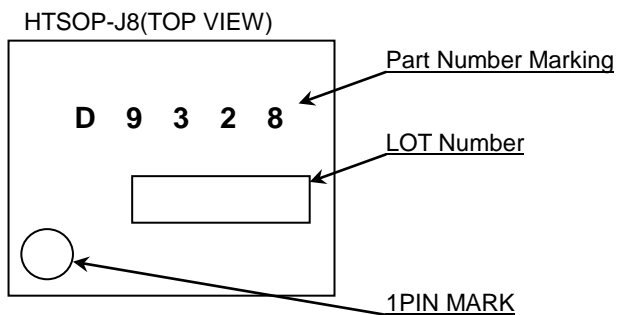 HTSOP-J8(TOP VIEW)
Part Number Marking
D 9 3 2 8
LOT Number
1PIN MARK